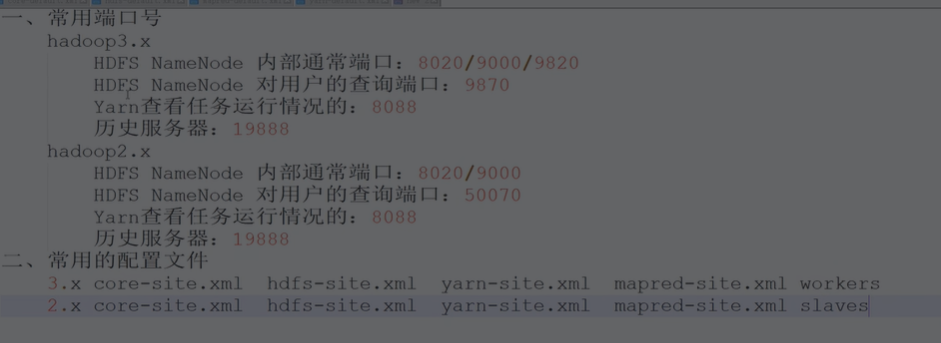 一、常用端口号
hadoop3.x
HDFS NameNode 内部通常端口：8020/9000/9820
HDFS NameNode 对用户的查询端口：9870
Yarn查看任务运行情况的：8088
历史服务器：19888
hadoop2.x
HDFS NameNode 内部通常端口：8020/9000
HDFS NameNode 对用户的查询端口：50070
Yarn查看任务运行情况的：8088
历史服务器：19888
二、常用的配置文件
3.x core-site.xml hdfs-site.xml yarn-site.xml mapred-site.xml workers
2.x core-site.xml hdfs-site.xml yarn-site.xml mapred-site.xml slaves